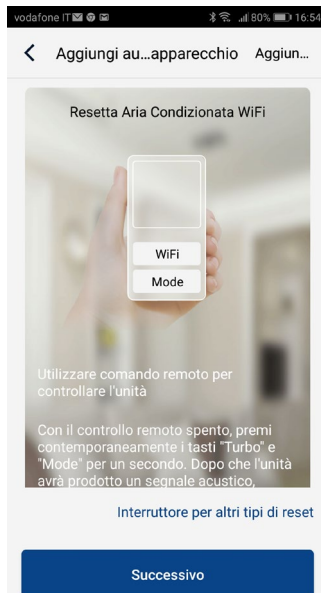 vodafone IT 80% 16:54
Aggiungi au...apparecchio Aggiun...
Resetta Aria Condizionata WiFi
WiFi
Mode
Utilizzare comando remoto per
controllare l'unità
Con il controllo remoto spento, premi
contemporaneamente i tasti "Turbo" e
"Mode" per un secondo. Dopo che l'unità
avrà prodotto un segnale acustico,
Interruttore per altri tipi di reset
Successivo